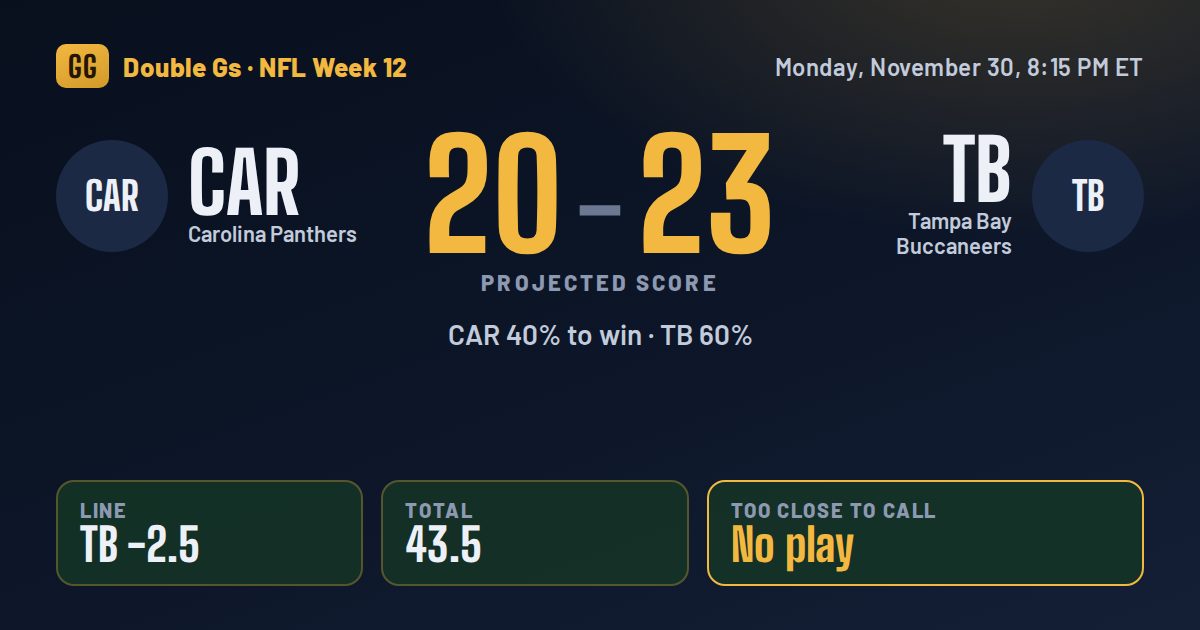 GG
Double Gs · NFL Week 12
Monday, November 30, 8:15 PM ET
CAR
CAR
Carolina Panthers
20 – 23
PROJECTED SCORE
CAR 40% to win · TB 60%
TB
Tampa Bay
Buccaneers
TB
LINE
TB -2.5
TOTAL
43.5
TOO CLOSE TO CALL
No play